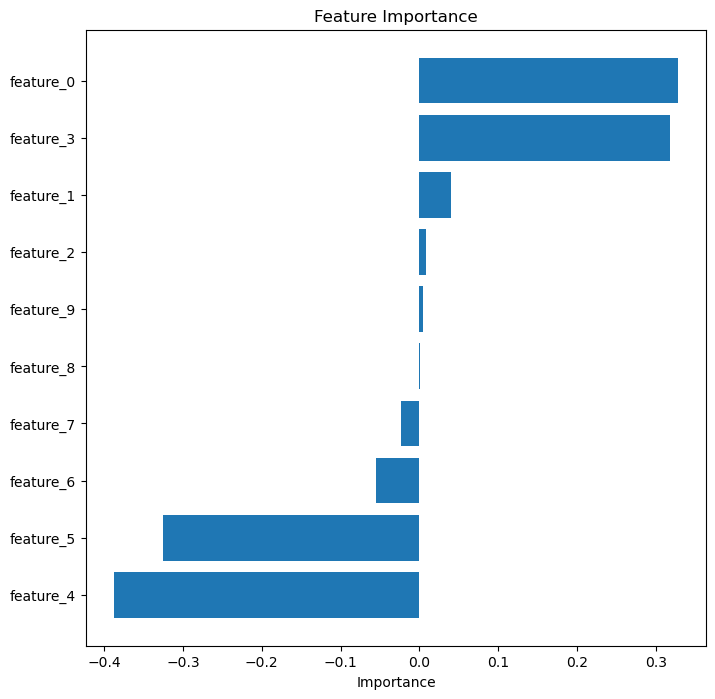 Feature Importance
feature_0
feature_3
feature_1
feature_2
feature_9
feature_8
feature_7
feature_6
feature_5
feature_4
−0.4 −0.3 −0.2 −0.1 0.0 0.1 0.2 0.3
Importance